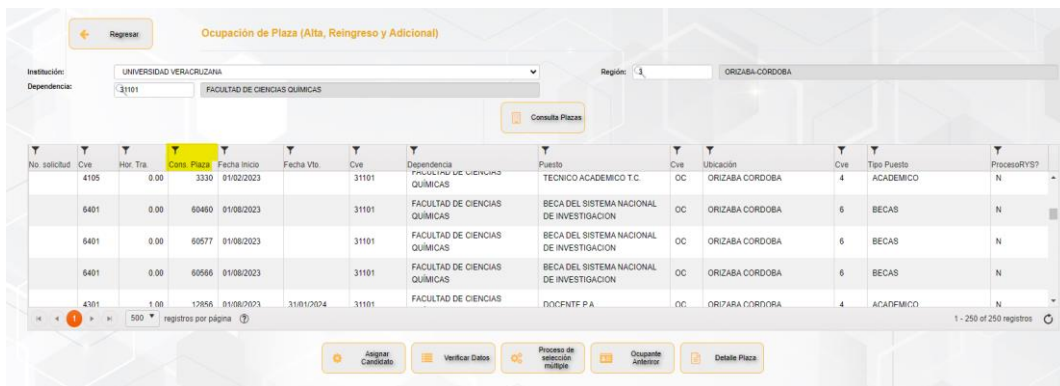 Regresar
Ocupación de Plaza (Alta, Reingreso y Adicional)
Institución: UNIVERSIDAD VERACRUZANA Región: 3 ORIZABA-CORDOBA
Dependencia: 31101 FACULTAD DE CIENCIAS QUÍMICAS
Consulta Plazas
No. solicitud Cve Hor. Tra. Cons. Plaza Fecha Inicio Fecha Vto. Cve Dependencia Puesto Cve Ubicación Cve Tipo Puesto ProcesoRYS?
4105 0.00 3330 01/02/2023 31101 FACULTAD DE CIENCIAS TECNICO ACADEMICO T.C. OC ORIZABA CORDOBA 4 ACADEMICO N
QUÍMICAS
6401 0.00 60460 01/08/2023 31101 FACULTAD DE CIENCIAS BECA DEL SISTEMA NACIONAL OC ORIZABA CORDOBA 6 BECAS N
QUÍMICAS DE INVESTIGACION
6401 0.00 60577 01/08/2023 31101 FACULTAD DE CIENCIAS BECA DEL SISTEMA NACIONAL OC ORIZABA CORDOBA 6 BECAS N
QUÍMICAS DE INVESTIGACION
6401 0.00 60566 01/08/2023 31101 FACULTAD DE CIENCIAS BECA DEL SISTEMA NACIONAL OC ORIZABA CORDOBA 6 BECAS N
QUÍMICAS DE INVESTIGACION
4301 1.00 12856 01/08/2023 31/01/2024 31101 FACULTAD DE CIENCIAS DOCENTE P.A. OC ORIZABA CORDOBA 4 ACADEMICO N
1 500 registros por página 1 - 250 of 250 registros
Asignar
Candidato
Verificar Datos
Proceso de
selección
múltiple
Ocupante
Anterior
Detalle Plaza